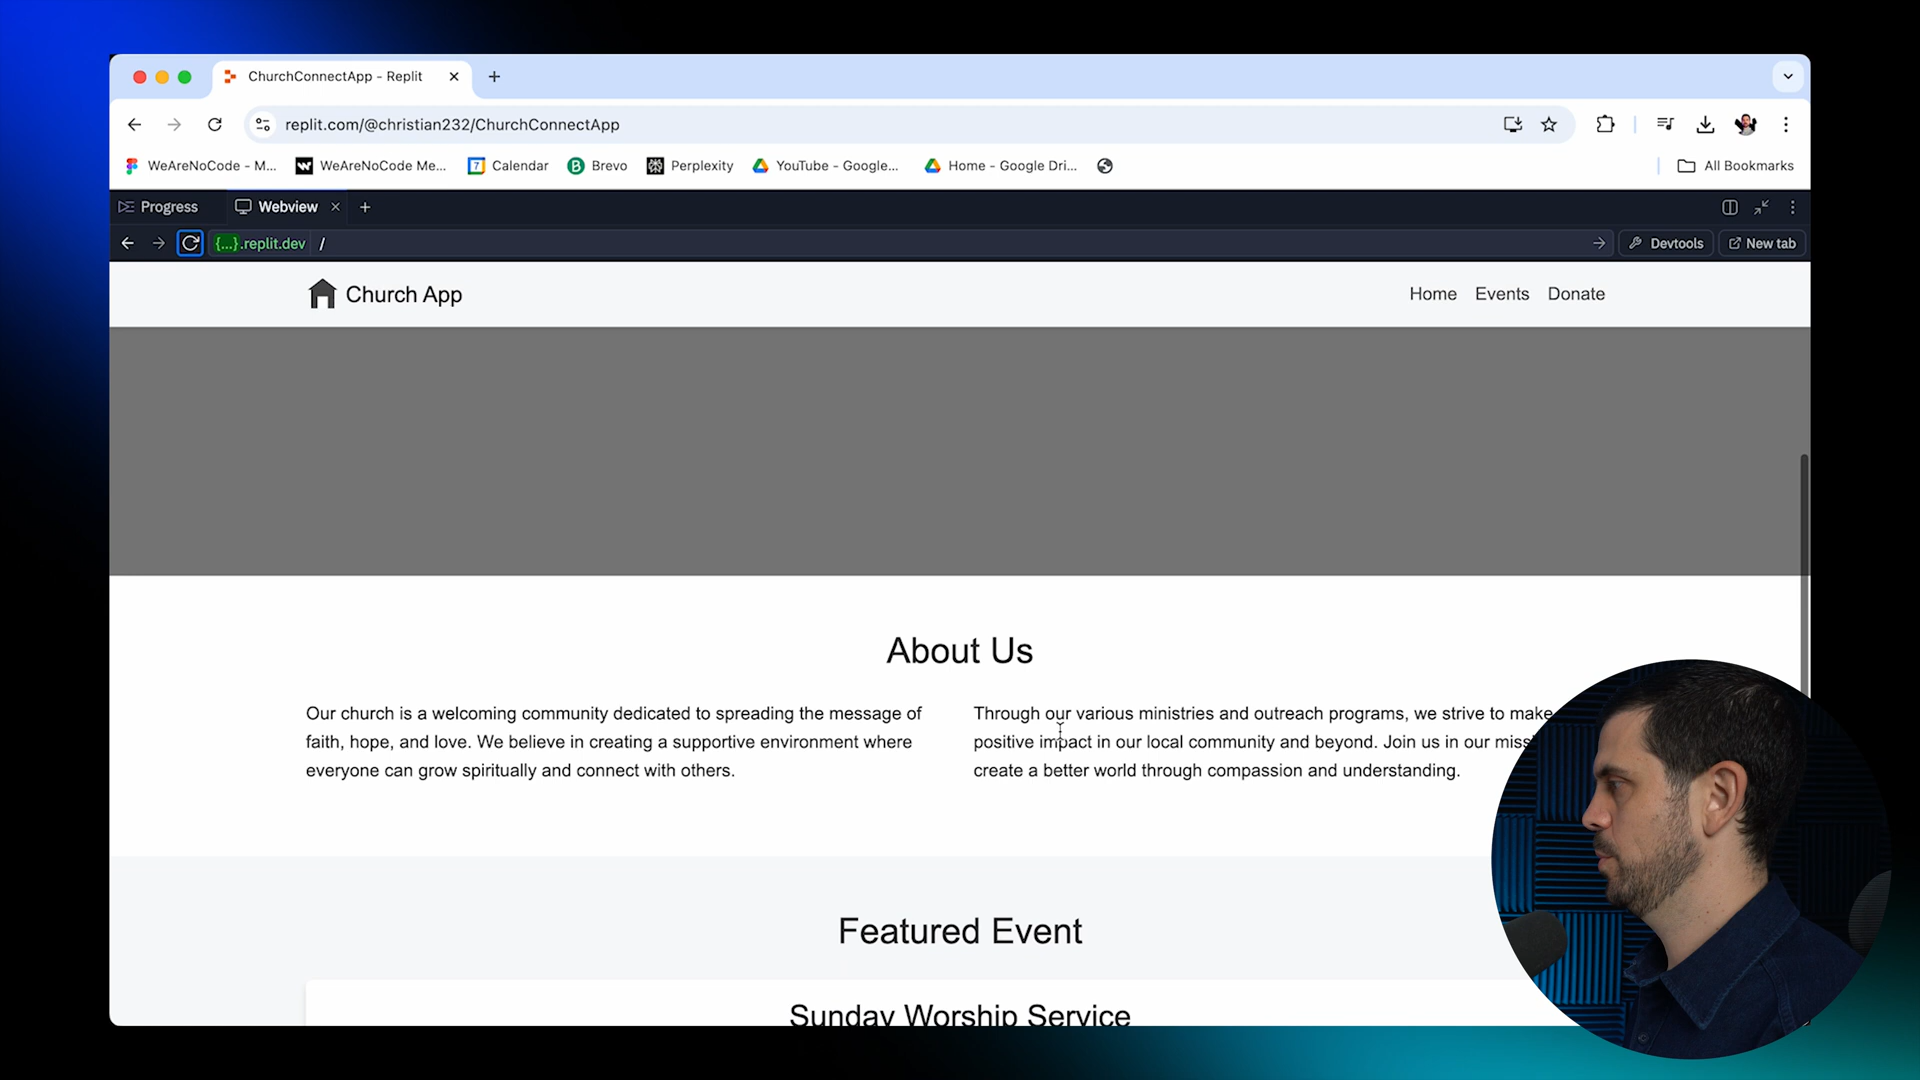 ChurchConnectApp - Replit
replit.com/@christian232/ChurchConnectApp
WeAreNoCode - M... WeAreNoCode Me... 7 Calendar B Brevo Perplexity YouTube - Google... Home - Google Dri... All Bookmarks
Progress Webview
{...}.replit.dev / Devtools New tab
Church App Home Events Donate
About Us
Our church is a welcoming community dedicated to spreading the message of
faith, hope, and love. We believe in creating a supportive environment where
everyone can grow spiritually and connect with others.
Through our various ministries and outreach programs, we strive to make
positive impact in our local community and beyond. Join us in our miss
create a better world through compassion and understanding.
Featured Event
Sunday Worship Service